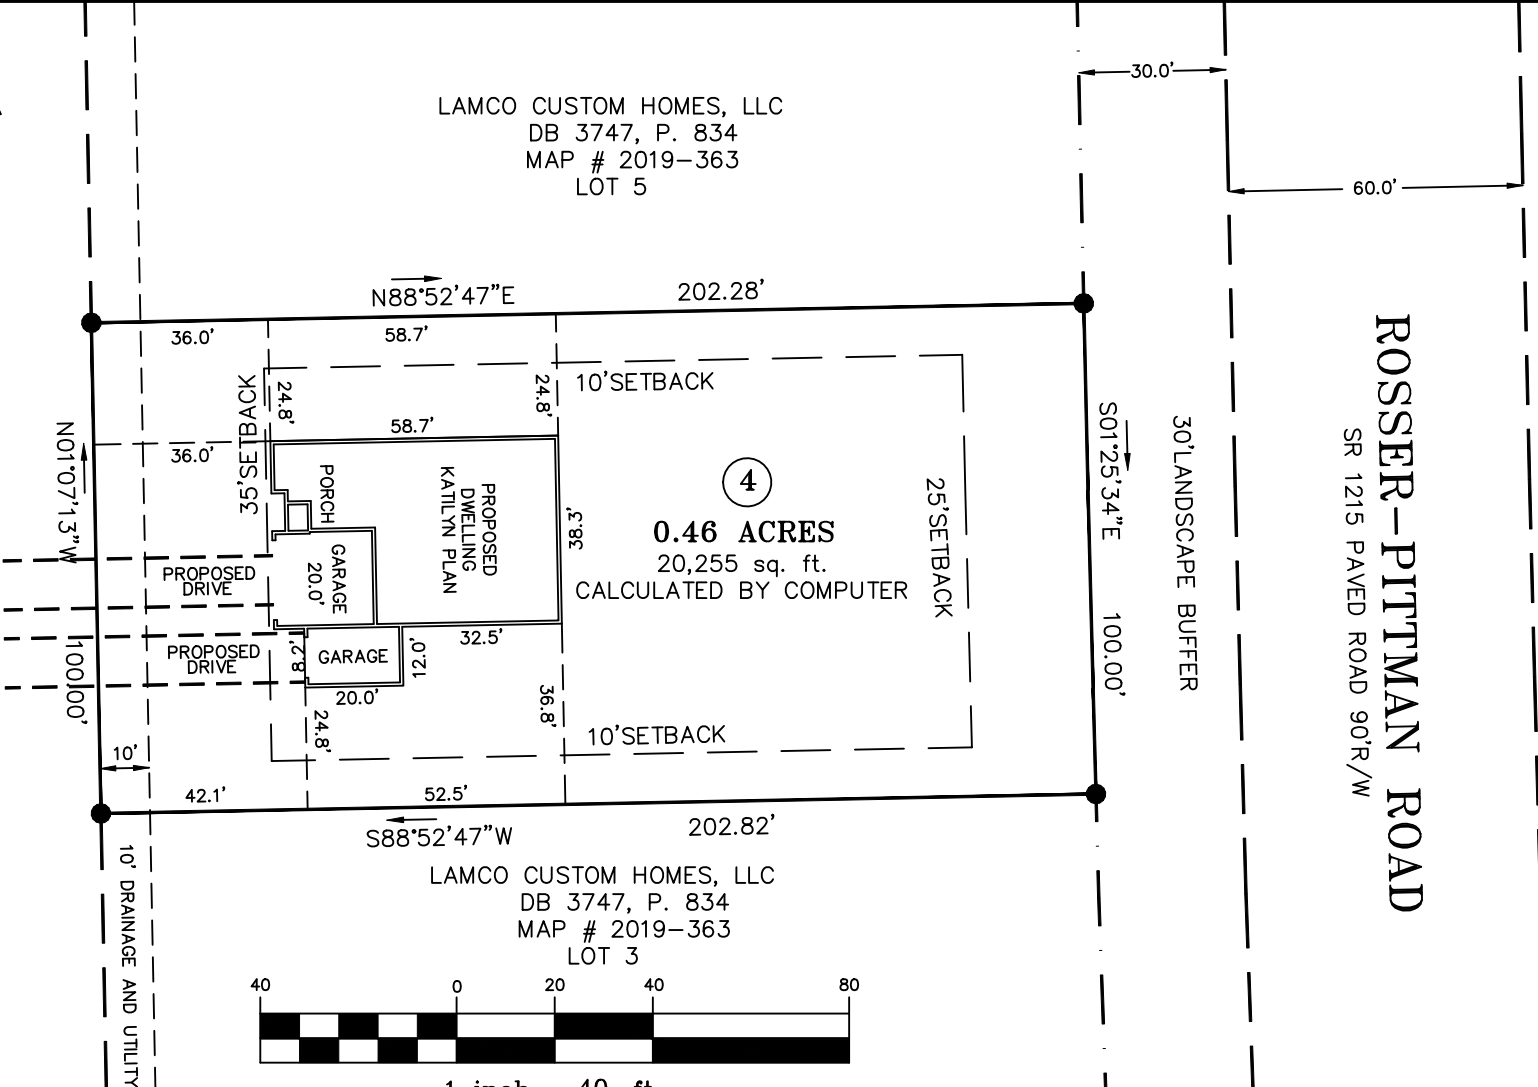 30.0'
LAMCO CUSTOM HOMES, LLC
DB 3747, P. 834
MAP # 2019-363
LOT 5
60.0'
N88°52'47"E
202.28'
36.0'
58.7'
35'SETBACK
24.8'
24.8'
10'SETBACK
58.7'
36.0'
N01°07'13"W
100.00'
PORCH
PROPOSED
DWELLING
KATILYN PLAN
38.3'
4
0.46 ACRES
20,255 sq. ft.
CALCULATED BY COMPUTER
25'SETBACK
S01°25'34"E
100.00'
30'LANDSCAPE BUFFER
ROSSER-PITTMAN ROAD
SR 1215 PAVED ROAD 90'R/W
GARAGE
20.0'
PROPOSED
DRIVE
PROPOSED
DRIVE
8.2'
GARAGE
12.0'
32.5'
20.0'
24.8'
36.8'
10'SETBACK
10'
42.1'
52.5'
S88°52'47"W
202.82'
10' DRAINAGE AND UTILITY
LAMCO CUSTOM HOMES, LLC
DB 3747, P. 834
MAP # 2019-363
LOT 3
40 0 20 40 80
1 inch 40 ft